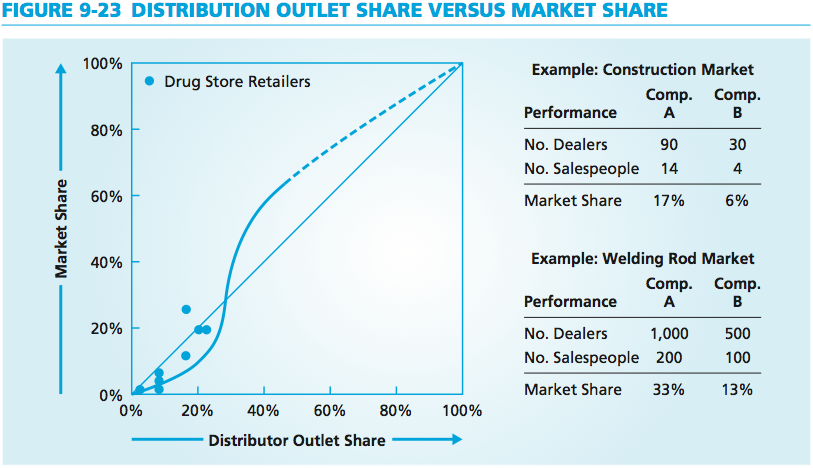 FIGURE 9-23 DISTRIBUTION OUTLET SHARE VERSUS MARKET SHARE
100%
80%
60%
40%
20%
0%
Market Share
Drug Store Retailers
0% 20% 40% 60% 80% 100%
Distributor Outlet Share
Example: Construction Market
Comp. Comp.
Performance A B
No. Dealers 90 30
No. Salespeople 14 4
Market Share 17% 6%
Example: Welding Rod Market
Comp. Comp.
Performance A B
No. Dealers 1,000 500
No. Salespeople 200 100
Market Share 33% 13%